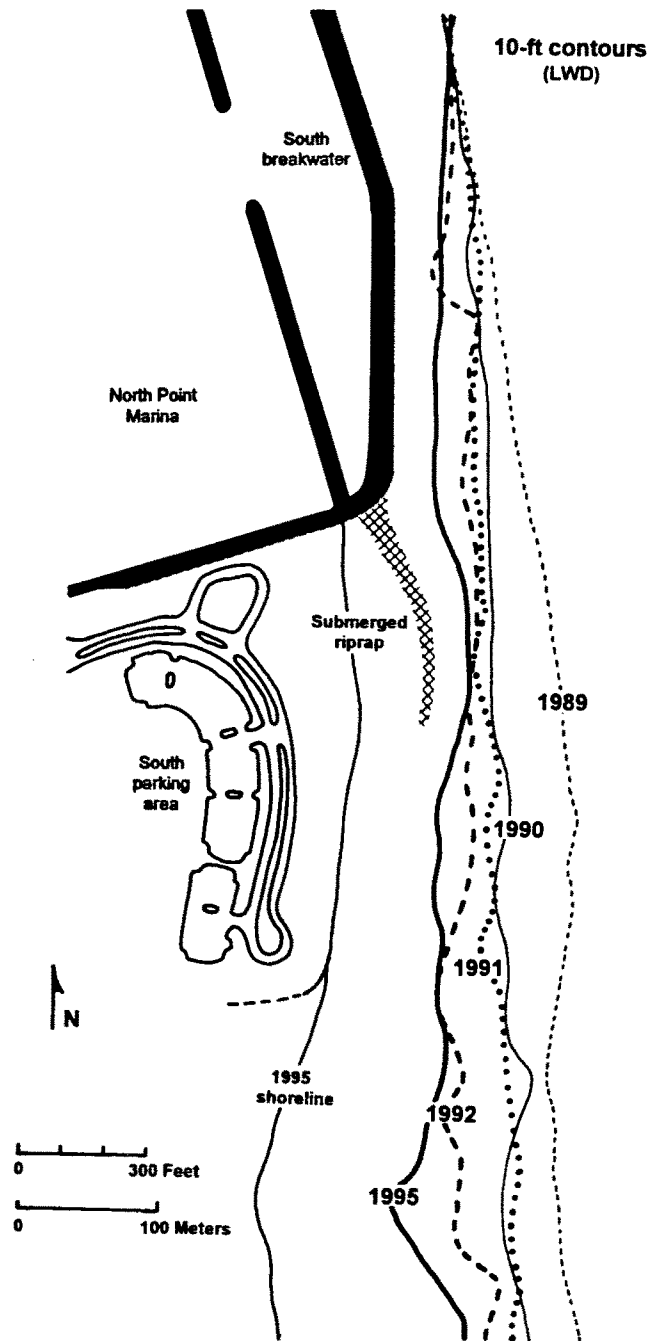 10-ft contours
(LWD)
South
breakwater
North Point
Marina
Submerged
riprap
1989
South
parking
area
1990
1991
N
1995
shoreline
1992
0 300 Feet
1995
0 100 Meters